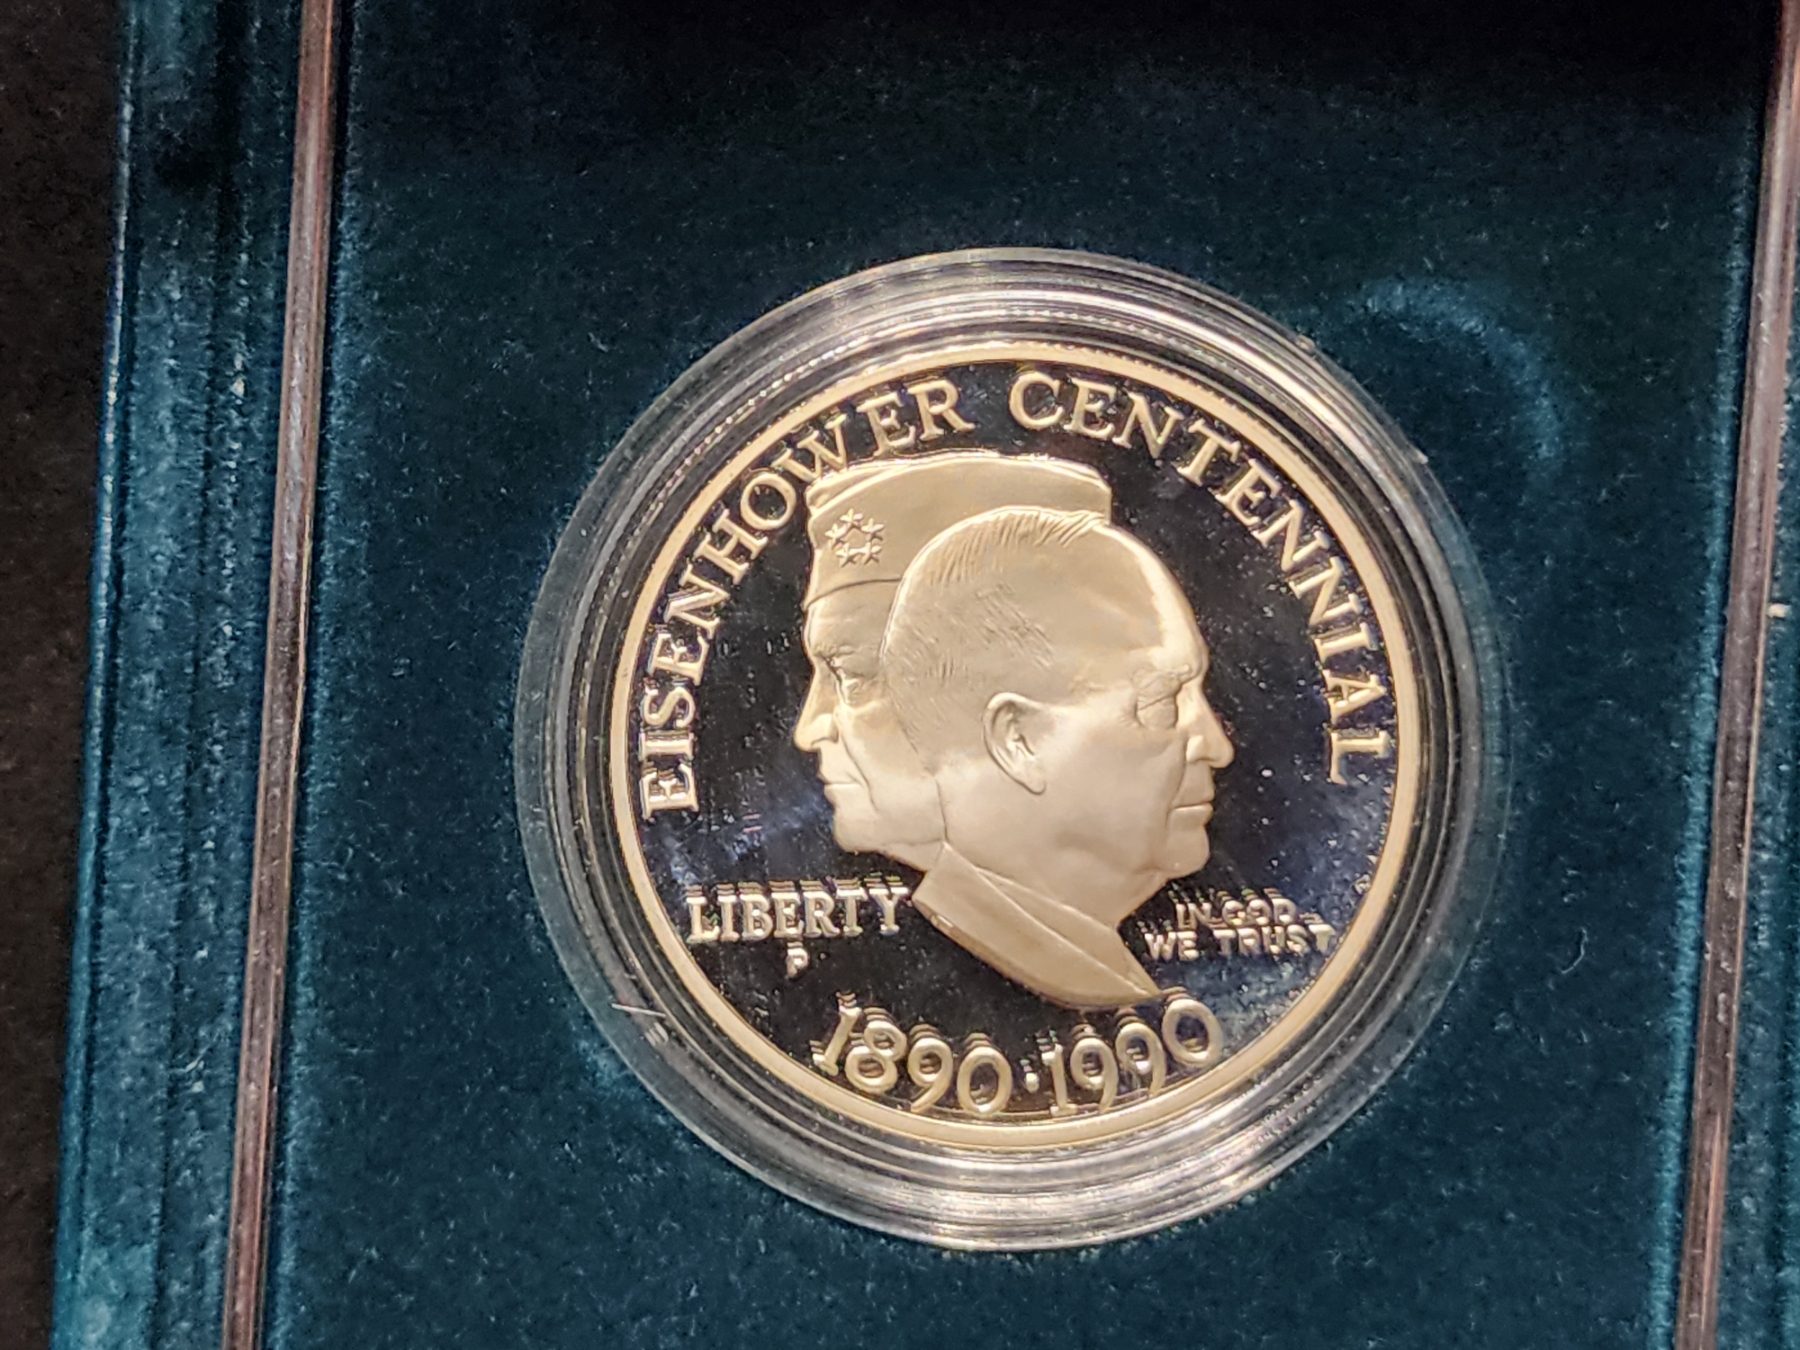 EISENHOWER CENTENNIAL
LIBERTY
P
IN GOD
WE TRUST
1890·1990